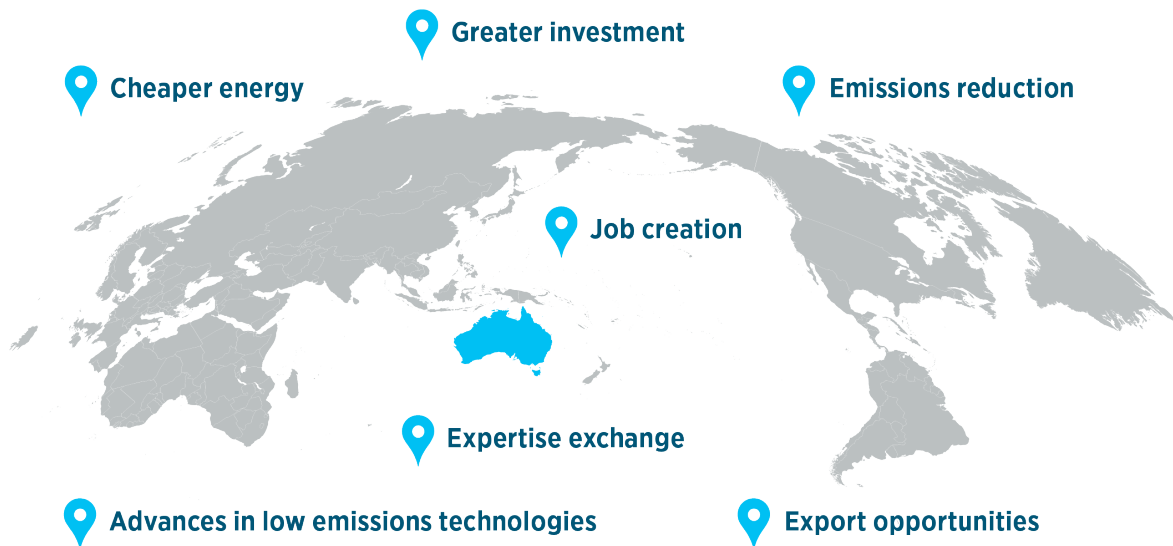 Greater investment
Cheaper energy
Emissions reduction
Job creation
Expertise exchange
Advances in low emissions technologies
Export opportunities